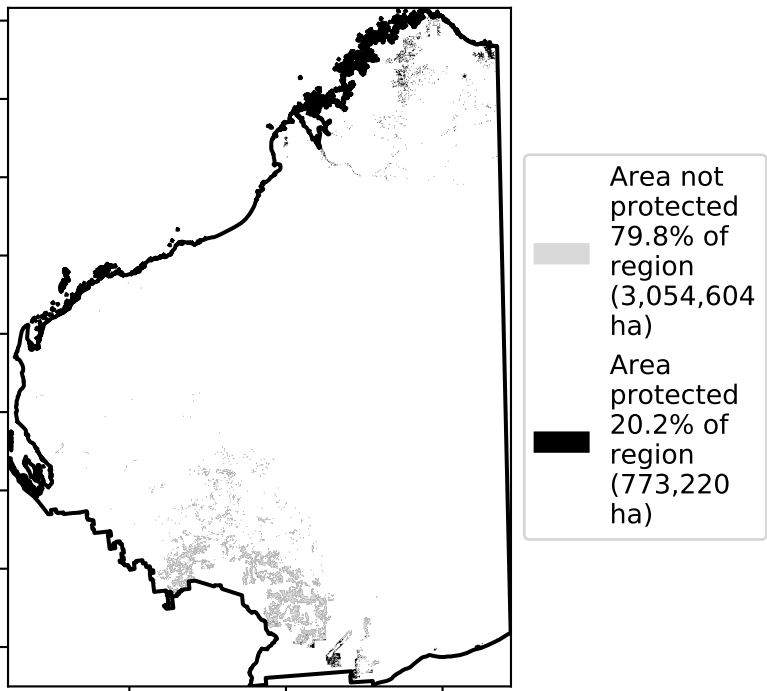 Area not
protected
79.8% of
region
(3,054,604
ha)
Area
protected
20.2% of
region
(773,220
ha)